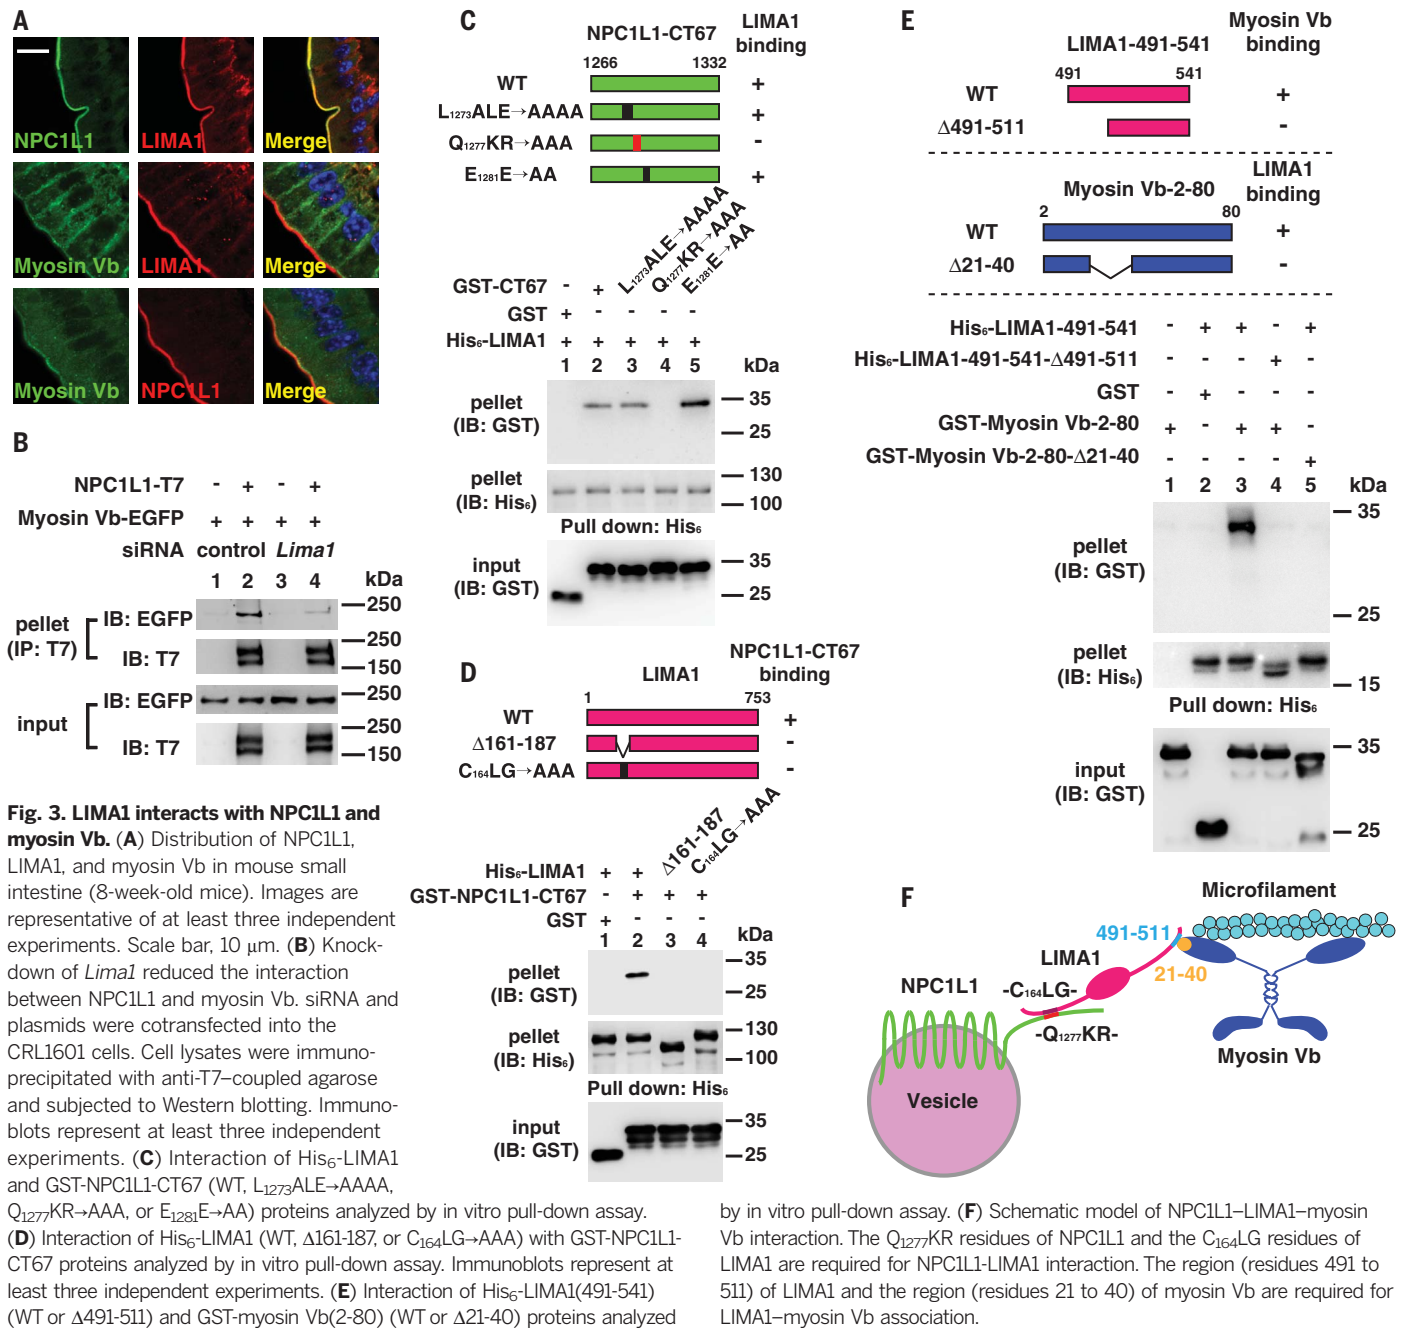 A
NPC1L1 LIMA1 Merge
Myosin Vb LIMA1 Merge
Myosin Vb NPC1L1 Merge
B
NPC1L1-T7 - + - +
Myosin Vb-EGFP + + + +
siRNA control Lima1
1 2 3 4 kDa
pellet (IP: T7)
IB: EGFP 250
IB: T7 250 150
input
IB: EGFP 250
IB: T7 250 150
C
NPC1L1-CT67
LIMA1 binding
1266 1332
WT +
L1273ALE→AAAA +
Q1277KR→AAA -
E1281E→AA +
L1273ALE→AAAA
Q1277KR→AAA
E1281E→AA
GST-CT67 - +
GST + - - - -
His6-LIMA1 + + + + +
1 2 3 4 5 kDa
pellet (IB: GST) 35 25
pellet (IB: His6) 130 100
Pull down: His6
input (IB: GST) 35 25
D
LIMA1
NPC1L1-CT67 binding
1 753
WT +
Δ161-187 -
C164LG→AAA -
Δ161-187
C164LG→AAA
His6-LIMA1 + +
GST-NPC1L1-CT67 - + + +
GST + - - -
1 2 3 4 kDa
pellet (IB: GST) 35 25
pellet (IB: His6) 130 100
Pull down: His6
input (IB: GST) 35 25
E
LIMA1-491-541
Myosin Vb binding
491 541
WT +
Δ491-511 -
Myosin Vb-2-80
LIMA1 binding
2 80
WT +
Δ21-40 -
His6-LIMA1-491-541 - + + - +
His6-LIMA1-491-541-Δ491-511 - - - + -
GST - + - - -
GST-Myosin Vb-2-80 + - + + -
GST-Myosin Vb-2-80-Δ21-40 - - - - +
1 2 3 4 5 kDa
pellet (IB: GST) 35 25
pellet (IB: His6) 15
Pull down: His6
input (IB: GST) 35 25
F
Microfilament
491-511
LIMA1
21-40
NPC1L1
-C164LG-
-Q1277KR-
Myosin Vb
Vesicle
Fig. 3. LIMA1 interacts with NPC1L1 and
myosin Vb. (A) Distribution of NPC1L1,
LIMA1, and myosin Vb in mouse small
intestine (8-week-old mice). Images are
representative of at least three independent
experiments. Scale bar, 10 μm. (B) Knock-
down of Lima1 reduced the interaction
between NPC1L1 and myosin Vb. siRNA and
plasmids were cotransfected into the
CRL1601 cells. Cell lysates were immuno-
precipitated with anti-T7–coupled agarose
and subjected to Western blotting. Immuno-
blots represent at least three independent
experiments. (C) Interaction of His6-LIMA1
and GST-NPC1L1-CT67 (WT, L1273ALE→AAAA,
Q1277KR→AAA, or E1281E→AA) proteins analyzed by in vitro pull-down assay.
(D) Interaction of His6-LIMA1 (WT, Δ161-187, or C164LG→AAA) with GST-NPC1L1-
CT67 proteins analyzed by in vitro pull-down assay. Immunoblots represent at
least three independent experiments. (E) Interaction of His6-LIMA1(491-541)
(WT or Δ491-511) and GST-myosin Vb(2-80) (WT or Δ21-40) proteins analyzed
by in vitro pull-down assay. (F) Schematic model of NPC1L1–LIMA1–myosin
Vb interaction. The Q1277KR residues of NPC1L1 and the C164LG residues of
LIMA1 are required for NPC1L1-LIMA1 interaction. The region (residues 491 to
511) of LIMA1 and the region (residues 21 to 40) of myosin Vb are required for
LIMA1–myosin Vb association.